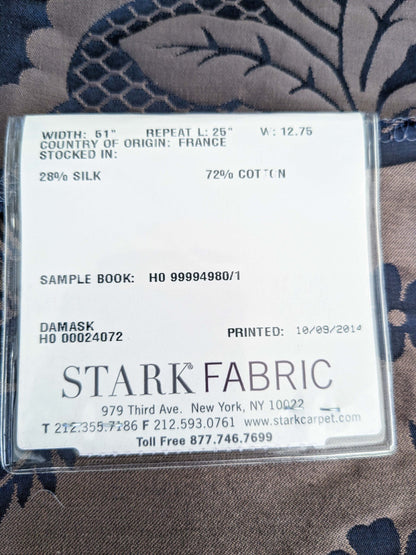 WIDTH: 51" REPEAT L: 25" W: 12.75
COUNTRY OF ORIGIN: FRANCE
STOCKED IN:
28% SILK 72% COTTON
SAMPLE BOOK: H0 99994980/1
DAMASK
H0 00024072 PRINTED: 10/09/2014
STARK® FABRIC
979 Third Ave. New York, NY 10022
T 212.355.7186 F 212.593.0761 www.starkcarpet.com
Toll Free 877.746.7699